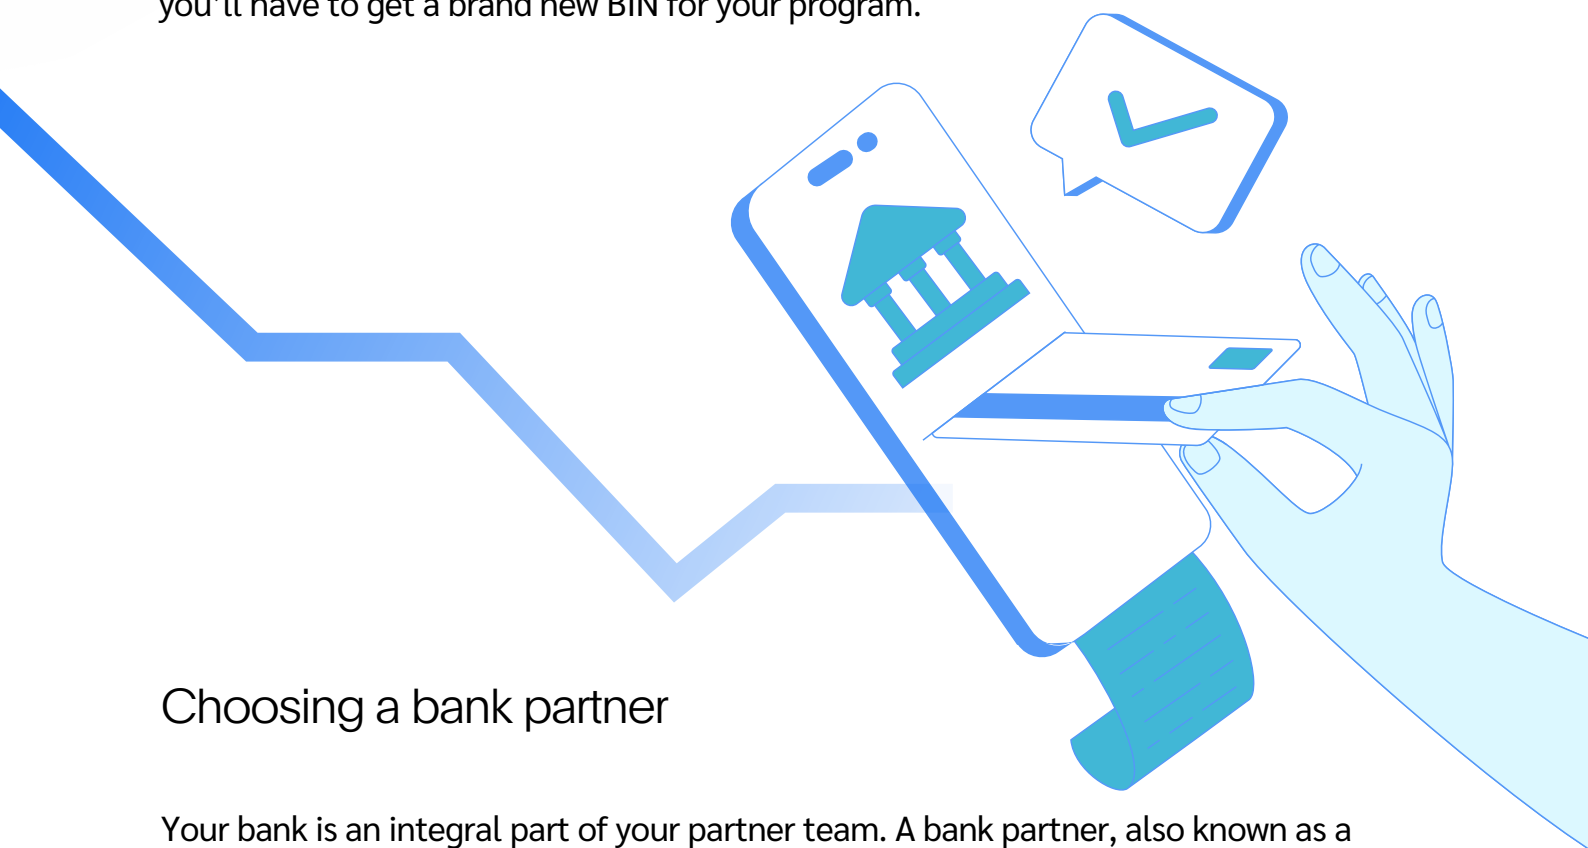 you'll have to get a brand new BIN for your program.
Choosing a bank partner
Your bank is an integral part of your partner team. A bank partner, also known as a